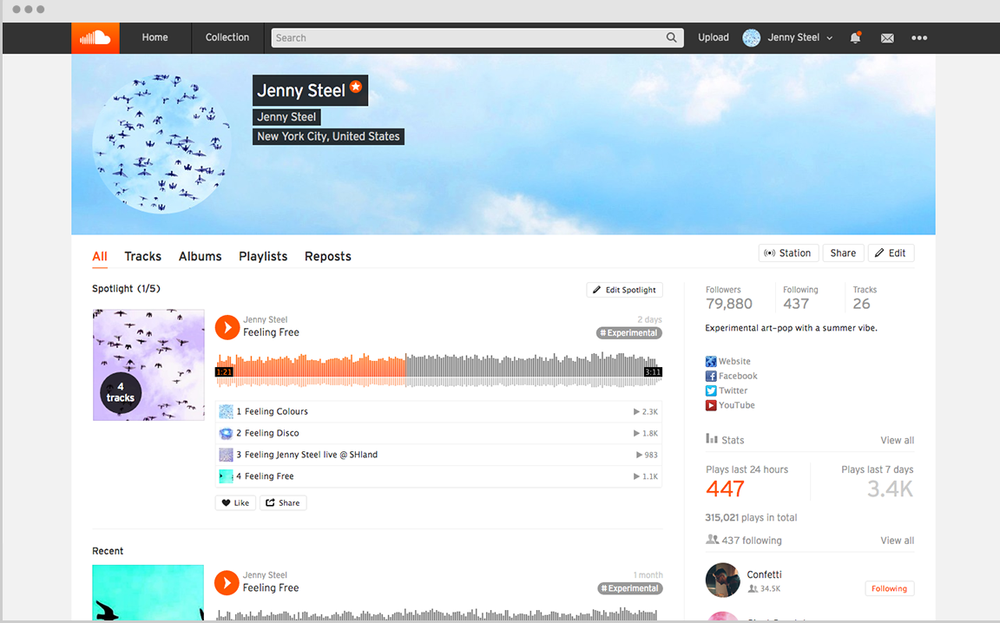 Home
Collection
Search
Upload
Jenny Steel
Jenny Steel
Jenny Steel
New York City, United States
All
Tracks
Albums
Playlists
Reposts
Station
Share
Edit
Spotlight (1/5)
Edit Spotlight
4
tracks
Jenny Steel
2 days
Feeling Free
# Experimental
1:21
3:11
1 Feeling Colours
2.3K
2 Feeling Disco
1.8K
3 Feeling Jenny Steel live @ SHland
983
4 Feeling Free
1.1K
Like
Share
Recent
Jenny Steel
1 month
Feeling Free
# Experimental
Followers
79,880
Following
437
Tracks
26
Experimental art-pop with a summer vibe.
Website
Facebook
Twitter
YouTube
Stats
View all
Plays last 24 hours
447
Plays last 7 days
3.4K
315,021 plays in total
437 following
View all
Confetti
34.5K
Following